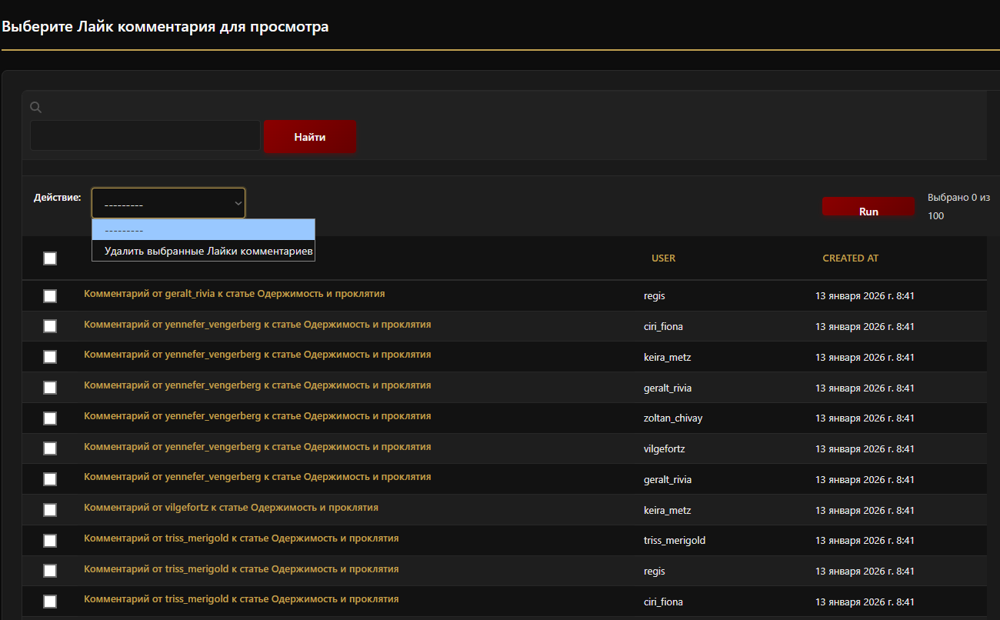 Выберите Лайк комментария для просмотра
Найти
Действие: ---------
Run
Выбрано 0 из
100
---------
Удалить выбранные Лайки комментариев
USER CREATED AT
Комментарий от geralt_rivia к статье Одержимость и проклятия regis 13 января 2026 г. 8:41
Комментарий от yennefer_vengerberg к статье Одержимость и проклятия ciri_fiona 13 января 2026 г. 8:41
Комментарий от yennefer_vengerberg к статье Одержимость и проклятия keira_metz 13 января 2026 г. 8:41
Комментарий от yennefer_vengerberg к статье Одержимость и проклятия geralt_rivia 13 января 2026 г. 8:41
Комментарий от yennefer_vengerberg к статье Одержимость и проклятия zoltan_chivay 13 января 2026 г. 8:41
Комментарий от yennefer_vengerberg к статье Одержимость и проклятия vilgefortz 13 января 2026 г. 8:41
Комментарий от yennefer_vengerberg к статье Одержимость и проклятия geralt_rivia 13 января 2026 г. 8:41
Комментарий от vilgefortz к статье Одержимость и проклятия keira_metz 13 января 2026 г. 8:41
Комментарий от triss_merigold к статье Одержимость и проклятия triss_merigold 13 января 2026 г. 8:41
Комментарий от triss_merigold к статье Одержимость и проклятия regis 13 января 2026 г. 8:41
Комментарий от triss_merigold к статье Одержимость и проклятия ciri_fiona 13 января 2026 г. 8:41